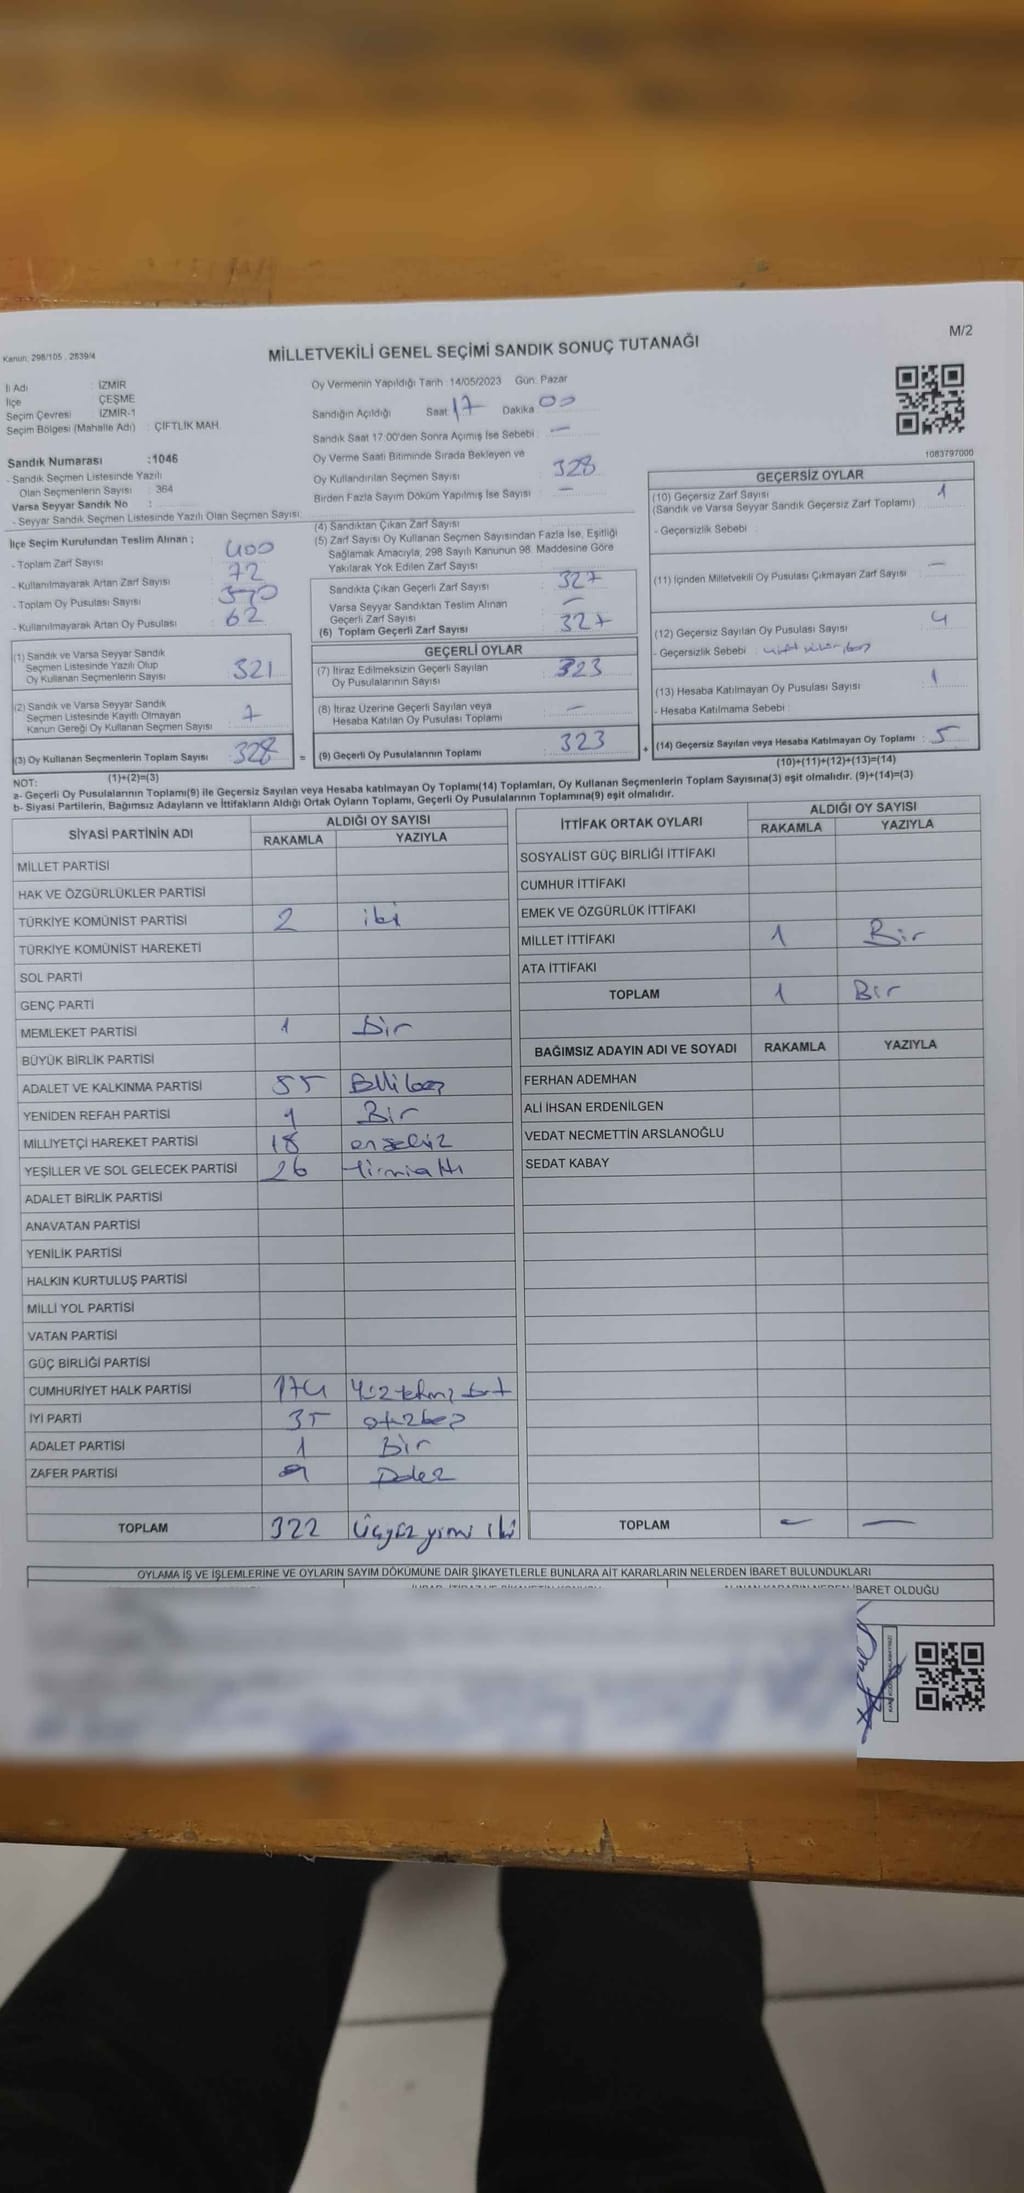 M/2
Kanun: 298/105 , 2839/4
MİLLETVEKİLİ GENEL SEÇİMİ SANDIK SONUÇ TUTANAĞI
İl Adı : İZMİR
İlçe ÇEŞME
Seçim Çevresi : İZMİR-1
Seçim Bölgesi (Mahalle Adı) : ÇİFTLİK MAH.
Sandık Numarası :1046
- Sandık Seçmen Listesinde Yazılı
Olan Seçmenlerin Sayısı : 364
Varsa Seyyar Sandık No :
- Seyyar Sandık Seçmen Listesinde Yazılı Olan Seçmen Sayısı:
Oy Vermenin Yapıldığı Tarih :14/05/2023 Gün: Pazar
Sandığın Açıldığı Saat 17 Dakika 00
Sandık Saat 17:00'den Sonra Açımış İse Sebebi : —
Oy Verme Saati Bitiminde Sırada Bekleyen ve
Oy Kullandırılan Seçmen Sayısı 328
Birden Fazla Sayım Döküm Yapılmış İse Sayısı —
1083797000
İlçe Seçim Kurulundan Teslim Alınan ;
- Toplam Zarf Sayısı 400
- Kullanılmayarak Artan Zarf Sayısı 72
- Toplam Oy Pusulası Sayısı
- Kullanılmayarak Artan Oy Pusulası 62
(1) Sandık ve Varsa Seyyar Sandık
Seçmen Listesinde Yazılı Olup
Oy Kullanan Seçmenlerin Sayısı 321
(2) Sandık ve Varsa Seyyar Sandık
Seçmen Listesinde Kayıtlı Olmayan
Kanun Gereği Oy Kullanan Seçmen Sayısı 7
(3) Oy Kullanan Seçmenlerin Toplam Sayısı : 328 =
(1)+(2)=(3)
(4) Sandıktan Çıkan Zarf Sayısı
(5) Zarf Sayısı Oy Kullanan Seçmen Sayısından Fazla İse, Eşitliği
Sağlamak Amacıyla, 298 Sayılı Kanunun 98. Maddesine Göre
Yakılarak Yok Edilen Zarf Sayısı :
Sandıkta Çıkan Geçerli Zarf Sayısı 327
Varsa Seyyar Sandıktan Teslim Alınan
Geçerli Zarf Sayısı —
(6) Toplam Geçerli Zarf Sayısı 327
GEÇERLİ OYLAR
(7) İtiraz Edilmeksizin Geçerli Sayılan
Oy Pusulalarının Sayısı 323
(8) İtiraz Üzerine Geçerli Sayılan veya
Hesaba Katılan Oy Pusulası Toplamı —
(9) Geçerli Oy Pusulalarının Toplamı 323 +
GEÇERSİZ OYLAR
(10) Geçersiz Zarf Sayısı 1
(Sandık ve Varsa Seyyar Sandık Geçersiz Zarf Toplamı)
- Geçersizlik Sebebi :
(11) İçinden Milletvekili Oy Pusulası Çıkmayan Zarf Sayısı —
(12) Geçersiz Sayılan Oy Pusulası Sayısı 4
- Geçersizlik Sebebi :
(13) Hesaba Katılmayan Oy Pusulası Sayısı 1
- Hesaba Katılmama Sebebi :
(14) Geçersiz Sayılan veya Hesaba Katılmayan Oy Toplamı : 5
(10)+(11)+(12)+(13)=(14)
NOT:
a- Geçerli Oy Pusulalarının Toplamı(9) ile Geçersiz Sayılan veya Hesaba katılmayan Oy Toplamı(14) Toplamları, Oy Kullanan Seçmenlerin Toplam Sayısına(3) eşit olmalıdır. (9)+(14)=(3)
b- Siyasi Partilerin, Bağımsız Adayların ve İttifakların Aldığı Ortak Oyların Toplamı, Geçerli Oy Pusulalarının Toplamına(9) eşit olmalıdır.
SİYASİ PARTİNİN ADI ALDIĞI OY SAYISI
RAKAMLA YAZIYLA
MİLLET PARTİSİ
HAK VE ÖZGÜRLÜKLER PARTİSİ
TÜRKİYE KOMÜNİST PARTİSİ 2 iki
TÜRKİYE KOMÜNİST HAREKETİ
SOL PARTİ
GENÇ PARTİ
MEMLEKET PARTİSİ 1 Bir
BÜYÜK BİRLİK PARTİSİ
ADALET VE KALKINMA PARTİSİ 55 Ellibeş
YENİDEN REFAH PARTİSİ 1 Bir
MİLLİYETÇİ HAREKET PARTİSİ 18 onsekiz
YEŞİLLER VE SOL GELECEK PARTİSİ 26 Yirmialtı
ADALET BİRLİK PARTİSİ
ANAVATAN PARTİSİ
YENİLİK PARTİSİ
HALKIN KURTULUŞ PARTİSİ
MİLLİ YOL PARTİSİ
VATAN PARTİSİ
GÜÇ BİRLİĞİ PARTİSİ
CUMHURİYET HALK PARTİSİ 174
İYİ PARTİ 35 otuzbeş
ADALET PARTİSİ 1 Bir
ZAFER PARTİSİ 9 Dokuz
TOPLAM 322 Üçyüz yirmi iki
İTTİFAK ORTAK OYLARI ALDIĞI OY SAYISI
RAKAMLA YAZIYLA
SOSYALİST GÜÇ BİRLİĞİ İTTİFAKI
CUMHUR İTTİFAKI
EMEK VE ÖZGÜRLÜK İTTİFAKI
MİLLET İTTİFAKI 1 Bir
ATA İTTİFAKI
TOPLAM 1 Bir
BAĞIMSIZ ADAYIN ADI VE SOYADI RAKAMLA YAZIYLA
FERHAN ADEMHAN
ALİ İHSAN ERDENİLGEN
VEDAT NECMETTİN ARSLANOĞLU
SEDAT KABAY
TOPLAM — —
OYLAMA İŞ VE İŞLEMLERİNE VE OYLARIN SAYIM DÖKÜMÜNE DAİR ŞİKAYETLERLE BUNLARA AİT KARARLARIN NELERDEN İBARET BULUNDUKLARI
İBARET OLDUĞU